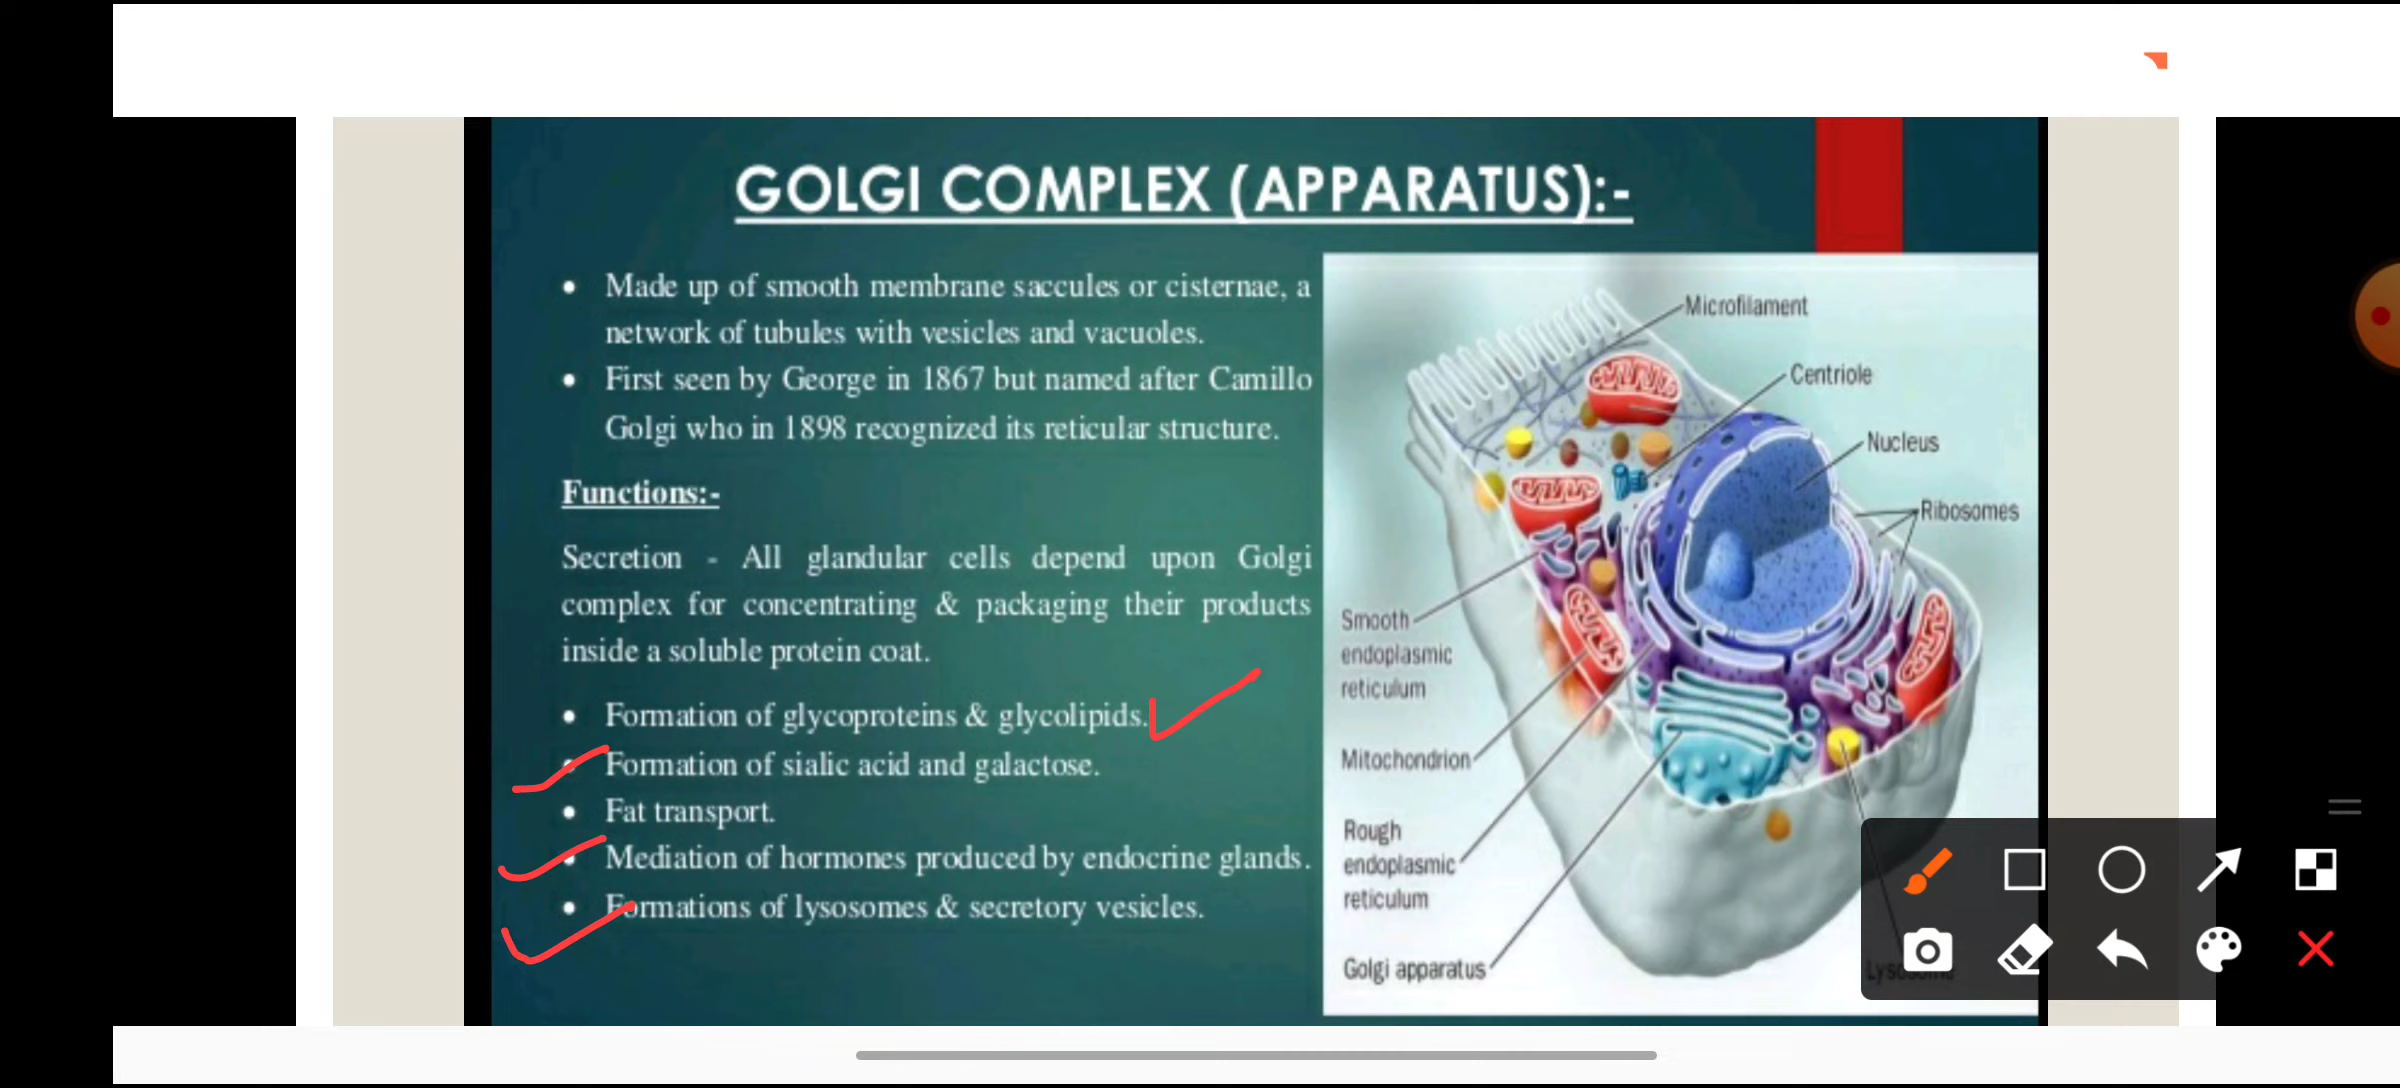 GOLGI COMPLEX (APPARATUS):-
• Made up of smooth membrane saccules or cisternae, a
network of tubules with vesicles and vacuoles.
• First seen by George in 1867 but named after Camillo
Golgi who in 1898 recognized its reticular structure.
Functions:-
Secretion - All glandular cells depend upon Golgi
complex for concentrating & packaging their products
inside a soluble protein coat.
• Formation of glycoproteins & glycolipids.
• Formation of sialic acid and galactose.
• Fat transport.
• Mediation of hormones produced by endocrine glands.
• Formations of lysosomes & secretory vesicles.
Microfilament
Centriole
Nucleus
Ribosomes
Smooth
endoplasmic
reticulum
Mitochondrion
Rough
endoplasmic
reticulum
Golgi apparatus